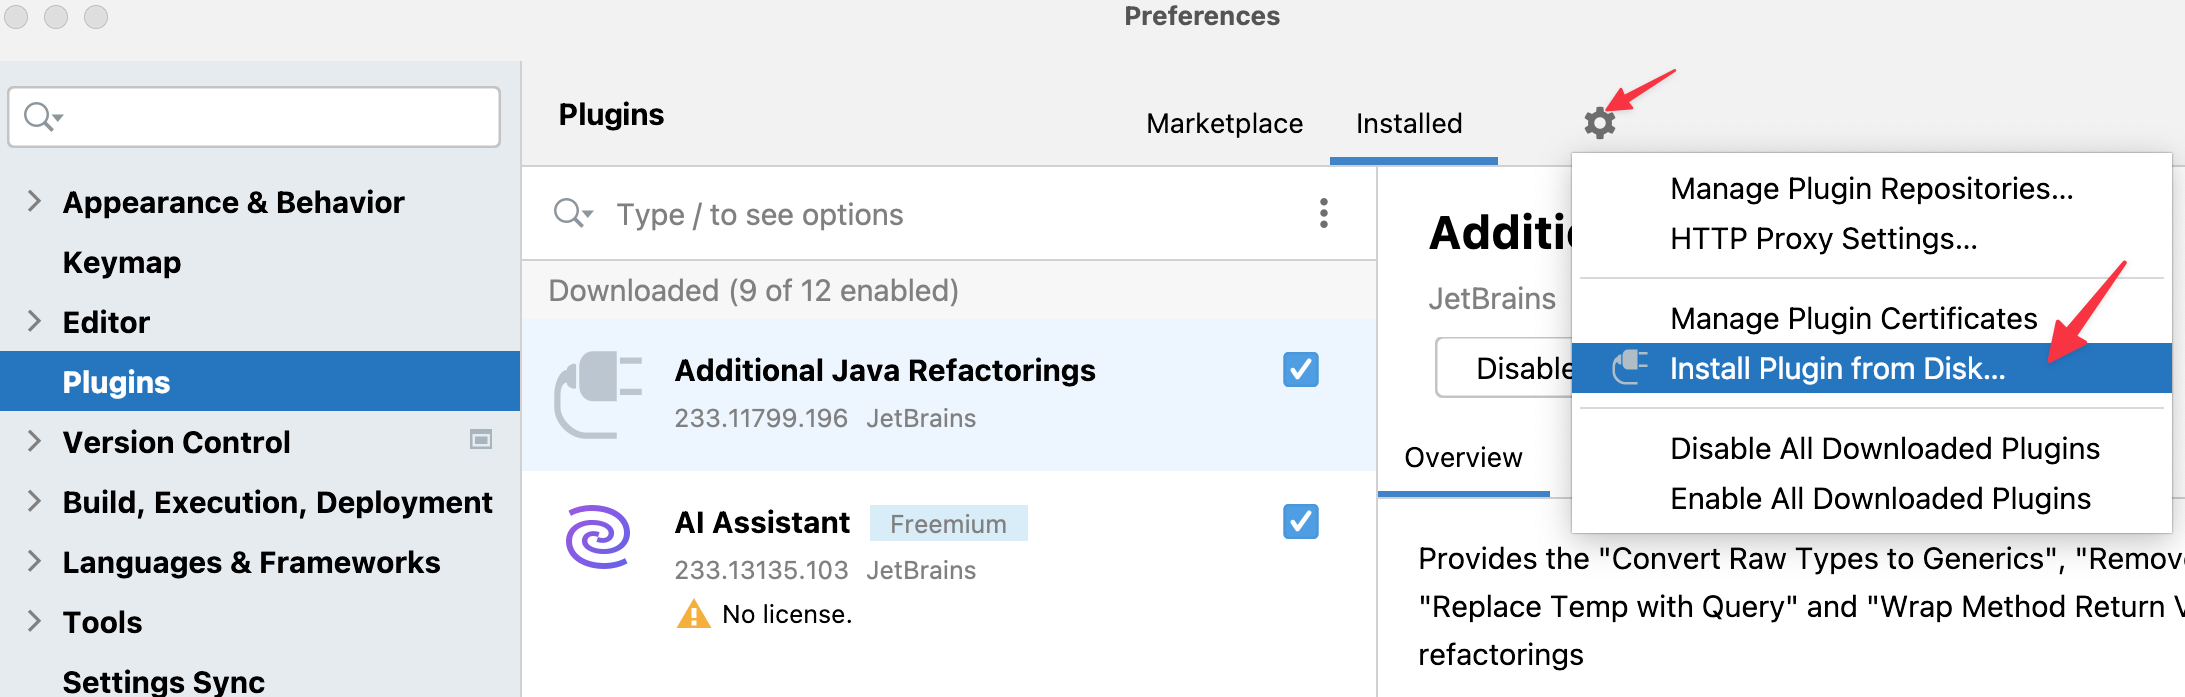 Preferences
Appearance & Behavior
Keymap
Editor
Plugins
Version Control
Build, Execution, Deployment
Languages & Frameworks
Tools
Settings Sync
Plugins
Marketplace
Installed
Type / to see options
Downloaded (9 of 12 enabled)
Additional Java Refactorings
233.11799.196 JetBrains
AI Assistant Freemium
233.13135.103 JetBrains
No license.
Additi
JetBrains
Disable
Overview
Provides the "Convert Raw Types to Generics", "Remov
"Replace Temp with Query" and "Wrap Method Return V
refactorings
Manage Plugin Repositories...
HTTP Proxy Settings...
Manage Plugin Certificates
Install Plugin from Disk...
Disable All Downloaded Plugins
Enable All Downloaded Plugins